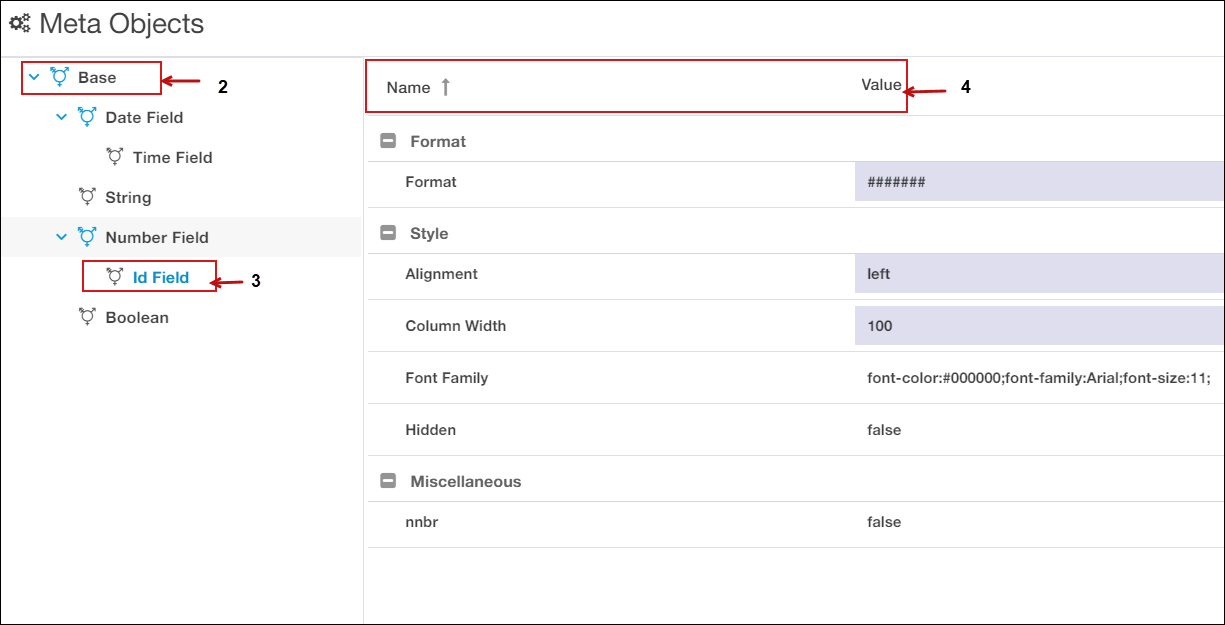 Meta Objects
Base
2
Date Field
Time Field
String
Number Field
Id Field
3
Boolean
Name ↑ Value
4
Format
Format #######
Style
Alignment left
Column Width 100
Font Family font-color:#000000;font-family:Arial;font-size:11;
Hidden false
Miscellaneous
nnbr false